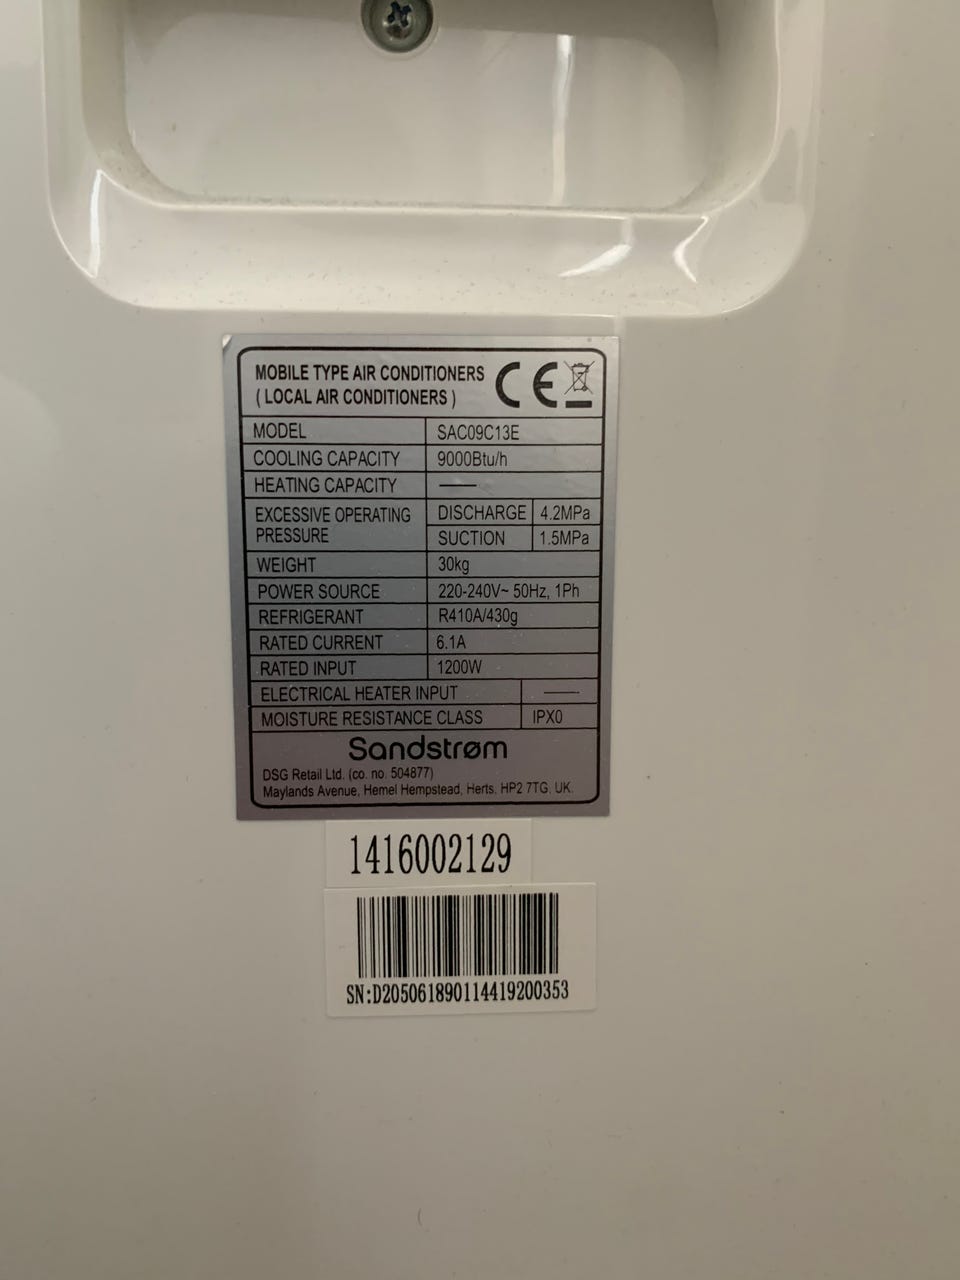 MOBILE TYPE AIR CONDITIONERS
( LOCAL AIR CONDITIONERS )
CE
MODEL SAC09C13E
COOLING CAPACITY 9000Btu/h
HEATING CAPACITY ——
EXCESSIVE OPERATING PRESSURE DISCHARGE 4.2MPa
SUCTION 1.5MPa
WEIGHT 30kg
POWER SOURCE 220-240V~ 50Hz, 1Ph
REFRIGERANT R410A/430g
RATED CURRENT 6.1A
RATED INPUT 1200W
ELECTRICAL HEATER INPUT ——
MOISTURE RESISTANCE CLASS IPX0
Sandstrøm
DSG Retail Ltd. (co. no. 504877)
Maylands Avenue, Hemel Hempstead, Herts. HP2 7TG. UK.
1416002129
SN:D205061890114419200353